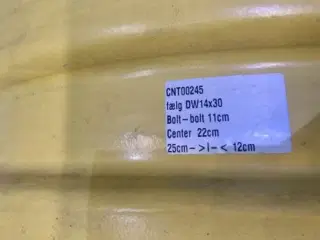 CNT00245
fælg DW14x30
Bolt-bolt 11cm
Center 22cm
25cm->|-< 12cm